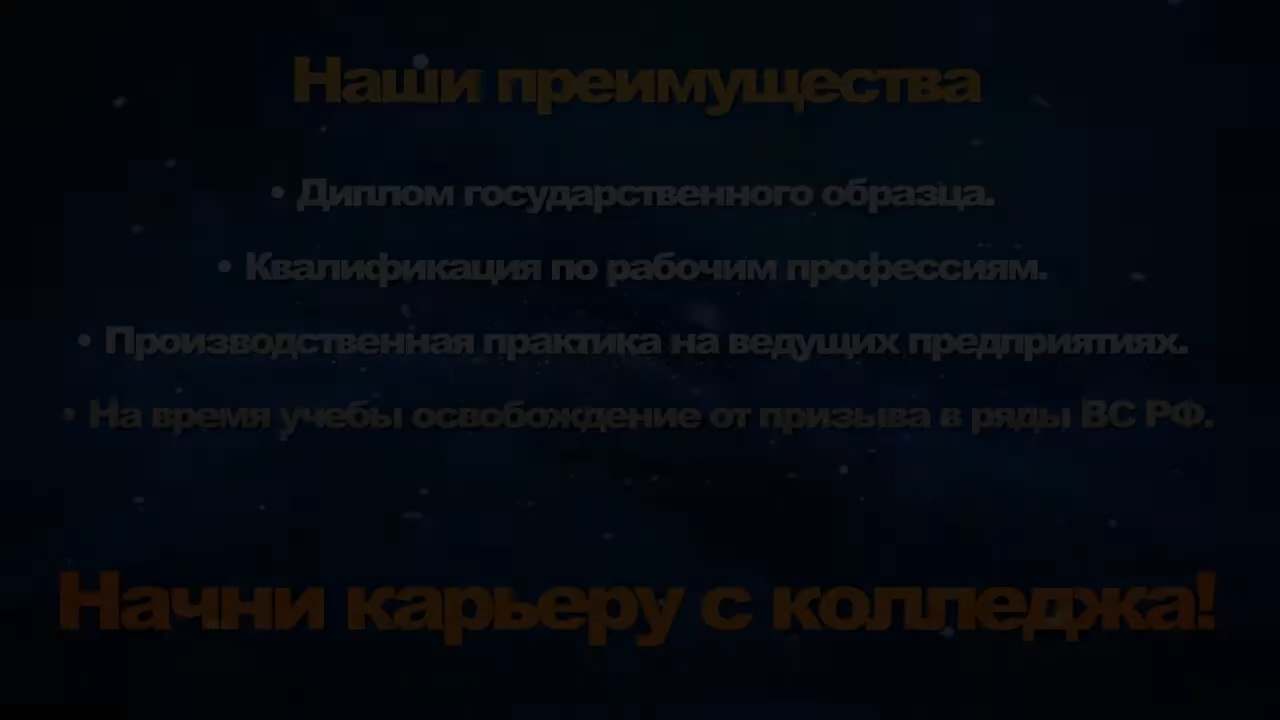 Наши преимущества
• Диплом государственного образца.
• Квалификация по рабочим профессиям.
• Производственная практика на ведущих предприятиях.
• На время учебы освобождение от призыва в ряды ВС РФ.
Начни карьеру с колледжа!